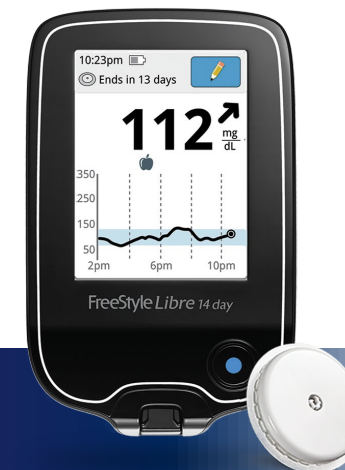 10:23pm
Ends in 13 days
112 mg
dL
350
250
150
50
2pm 6pm 10pm
FreeStyle Libre 14 day